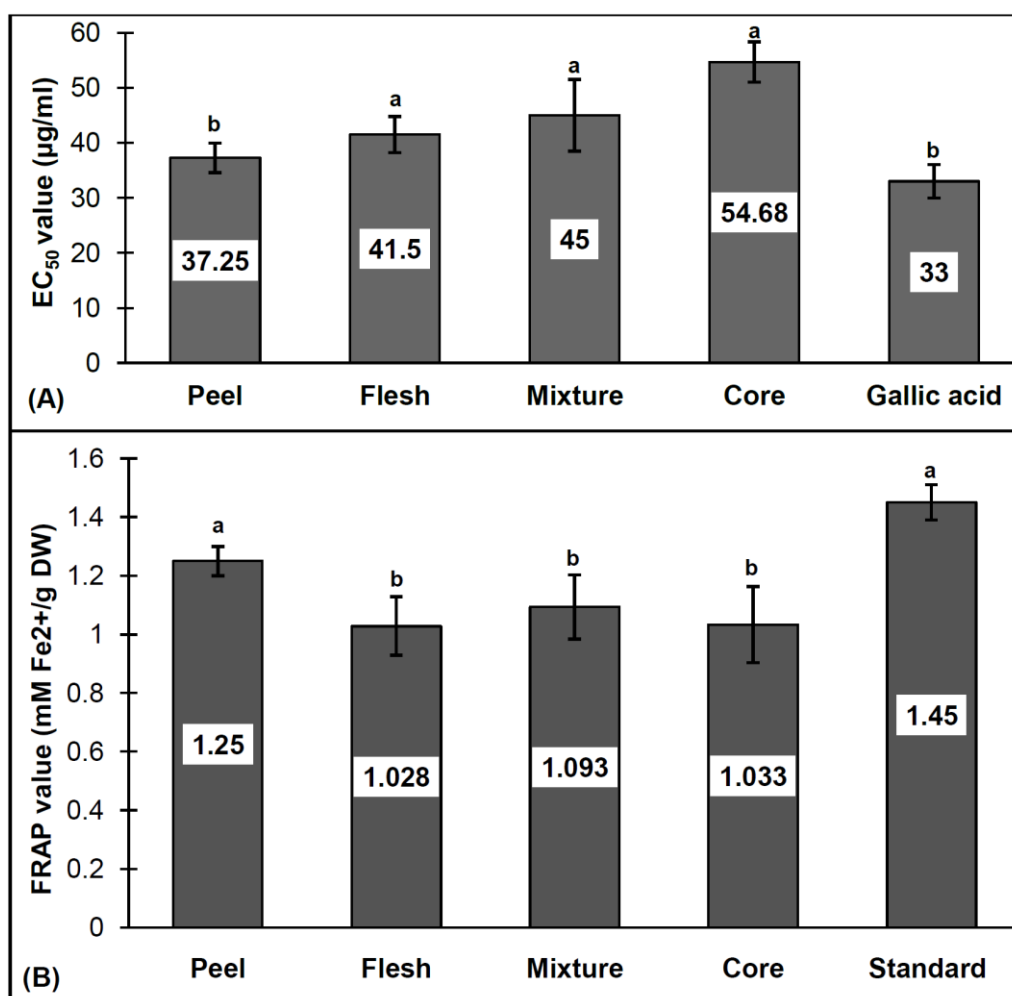 60
50
40
30
20
10
0
EC₅₀ value (µg/ml)
b
a
a
a
b
37.25
41.5
45
54.68
33
(A)
Peel
Flesh
Mixture
Core
Gallic acid
1.6
1.4
1.2
1
0.8
0.6
0.4
0.2
0
FRAP value (mM Fe2+/g DW)
a
b
b
b
a
1.25
1.028
1.093
1.033
1.45
(B)
Peel
Flesh
Mixture
Core
Standard